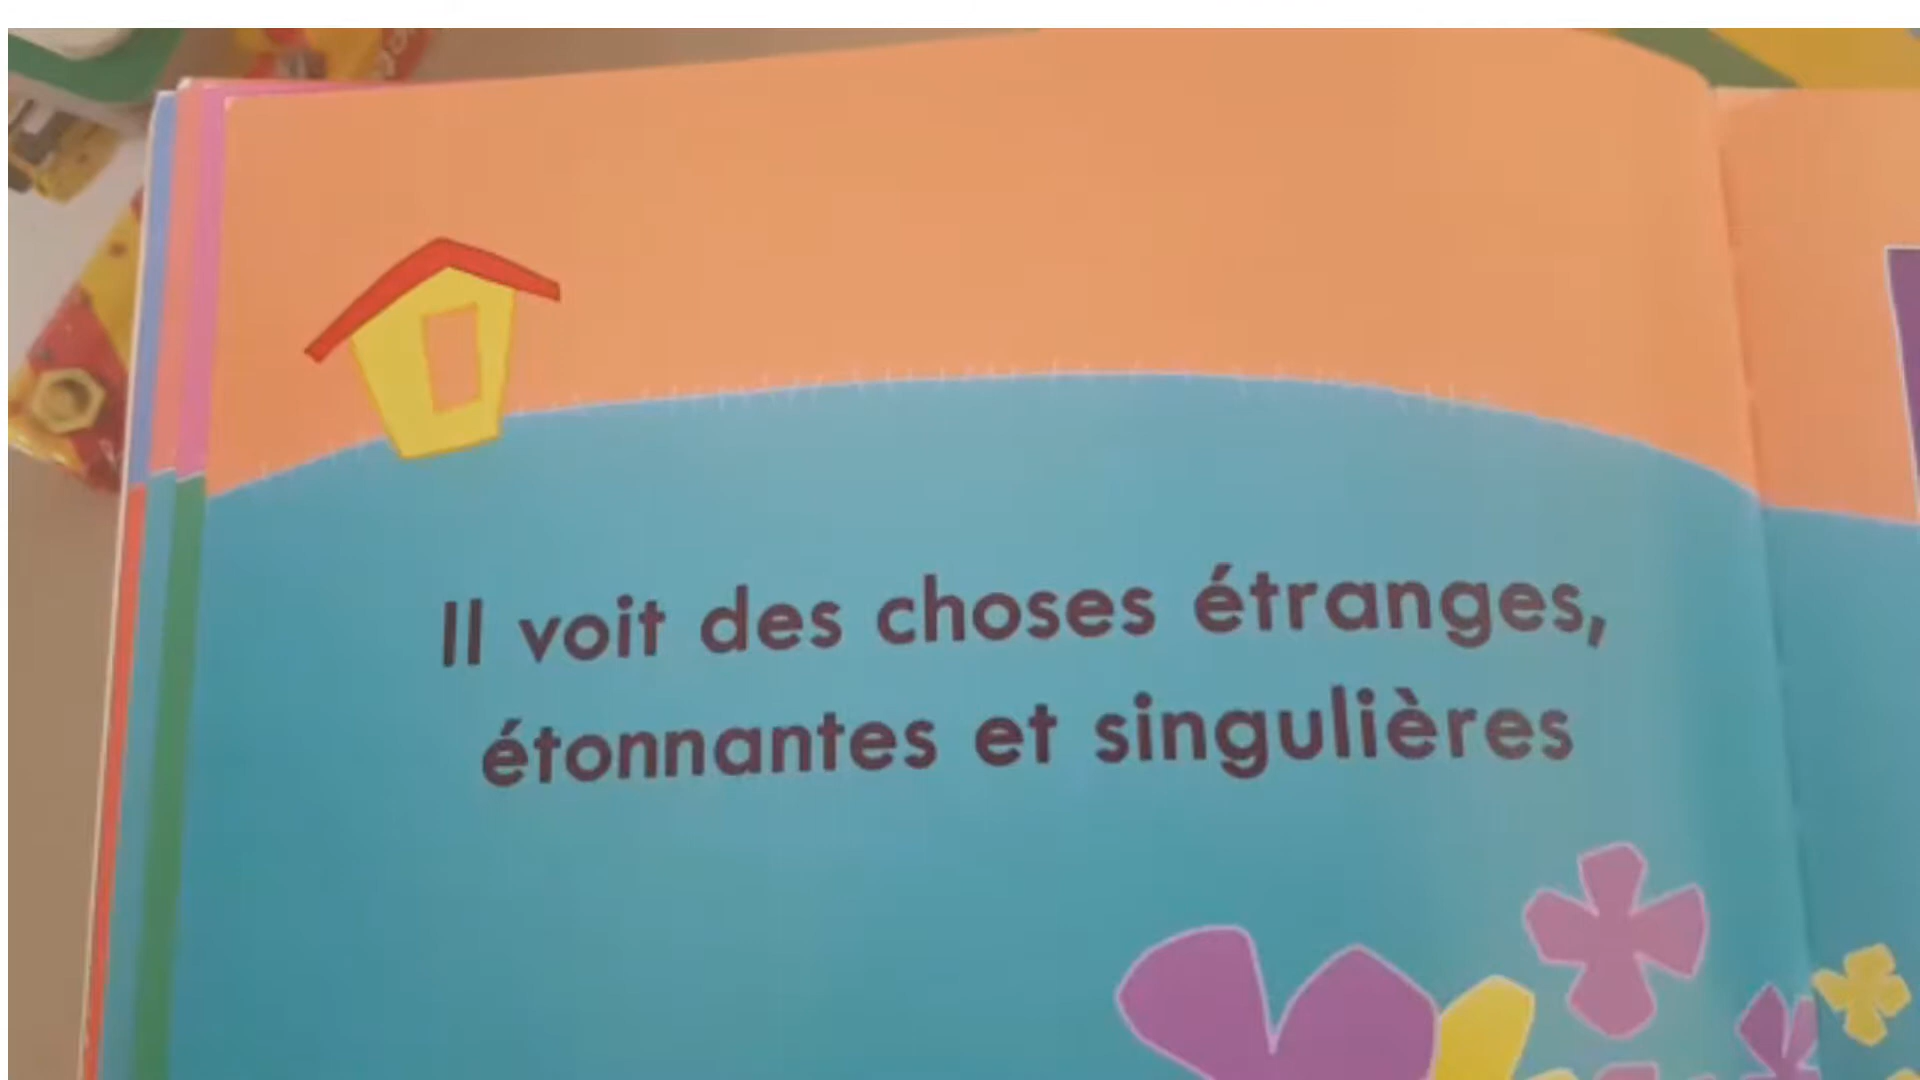 Il voit des choses étranges,
étonnantes et singulières